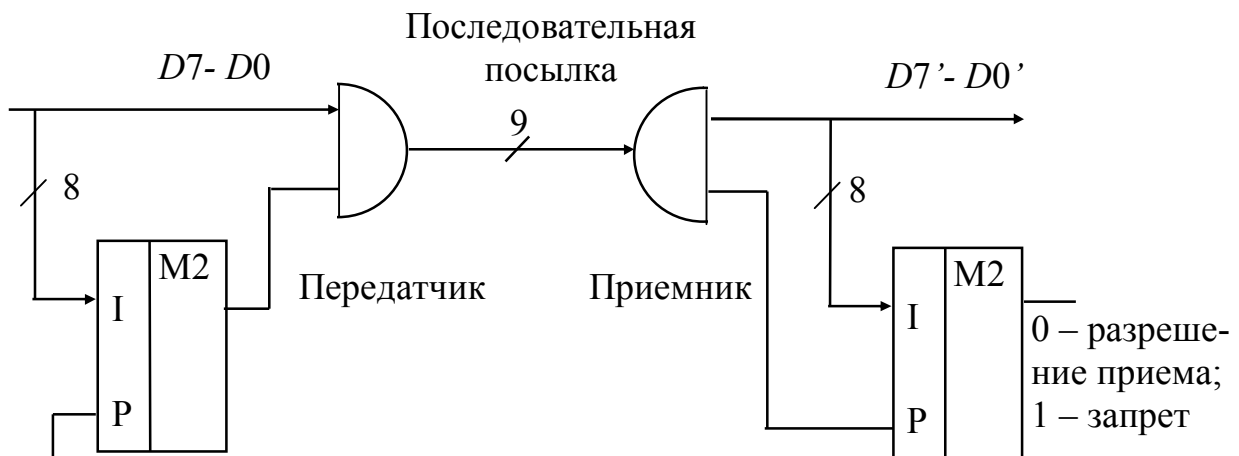 Последовательная
посылка
D7- D0
D7’- D0’
9
8
8
M2
I
P
Передатчик
Приемник
M2
I
P
0 – разреше-
ние приема;
1 – запрет